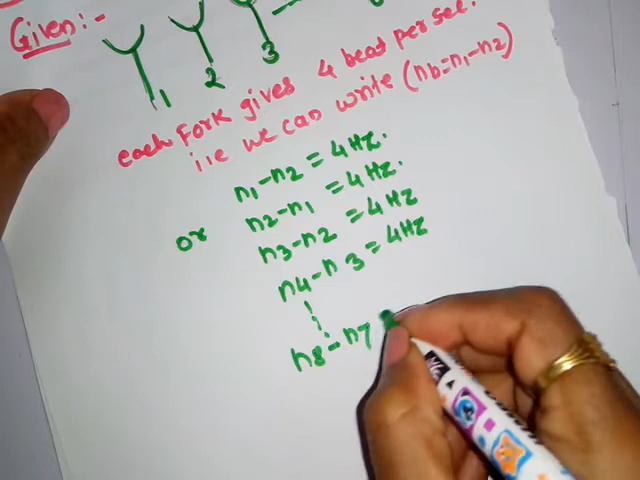 Given:-
1 2 3
each Fork gives 4 beat per sec.
i.e we can write (nb=n1-n2)
n1-n2 = 4HZ.
or n2-n1 = 4HZ.
n3-n2 = 4HZ
n4-n3 = 4HZ
n8-n7